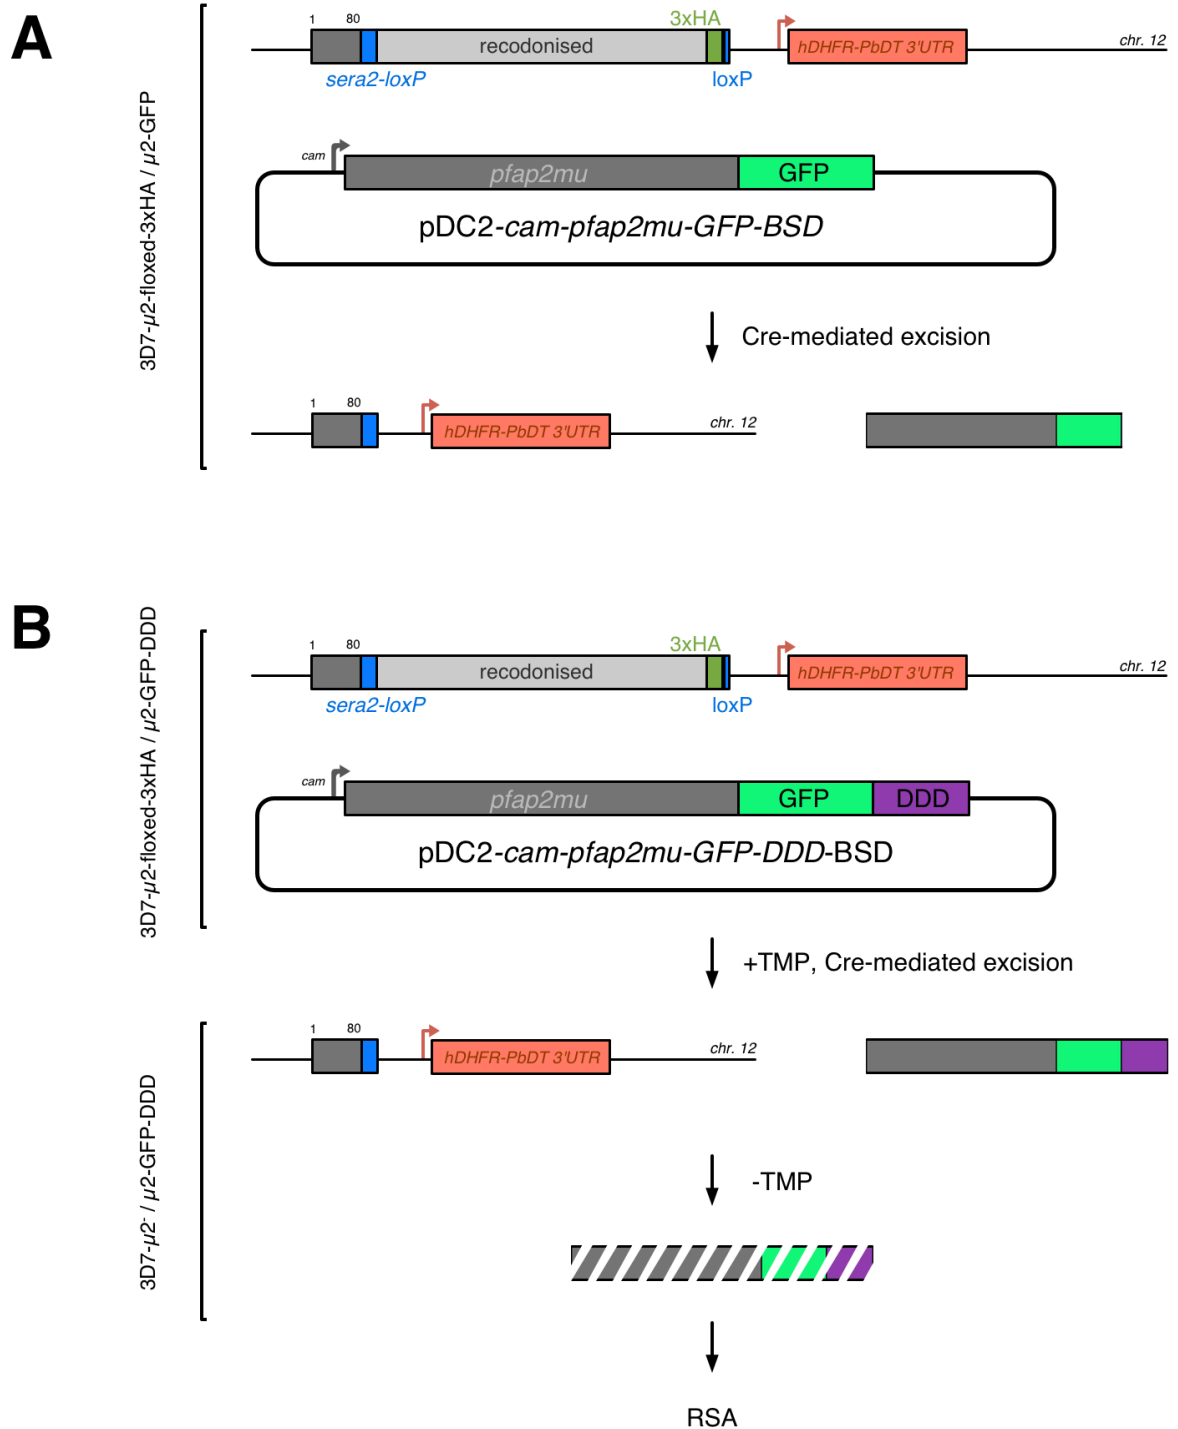 A
3D7-μ2-floxed-3xHA / μ2-GFP
1 80 3xHA
recodonised hDHFR-PbDT 3'UTR chr. 12
sera2-loxP loxP
cam
pfap2mu GFP
pDC2-cam-pfap2mu-GFP-BSD
Cre-mediated excision
1 80
hDHFR-PbDT 3'UTR chr. 12
B
3D7-μ2-floxed-3xHA / μ2-GFP-DDD
1 80 3xHA
recodonised hDHFR-PbDT 3'UTR chr. 12
sera2-loxP loxP
cam
pfap2mu GFP DDD
pDC2-cam-pfap2mu-GFP-DDD-BSD
+TMP, Cre-mediated excision
3D7-μ2- / μ2-GFP-DDD
1 80
hDHFR-PbDT 3'UTR chr. 12
-TMP
RSA